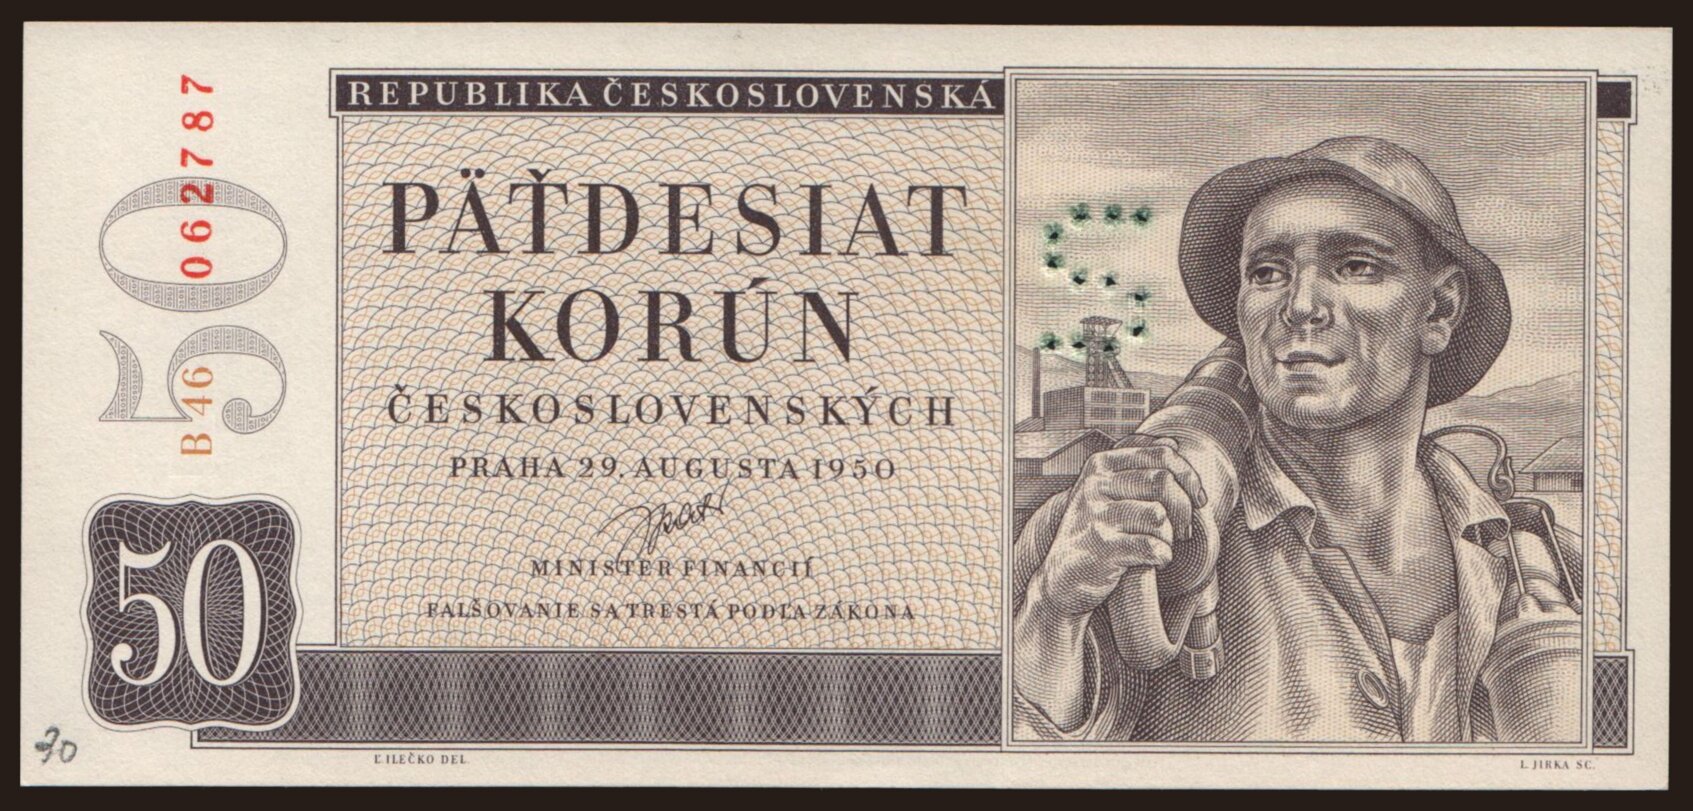 REPUBLIKA ČESKOSLOVENSKÁ
PÄŤDESIAT
KORÚN
ČESKOSLOVENSKÝCH
PRAHA 29. AUGUSTA 1950
MINISTER FINANCIÍ
FALŠOVANIE SA TRESTÁ PODĽA ZÁKONA
50
B 46
062787
50
S
30
Ľ ILEČKO DEL.
L. JIRKA SC.